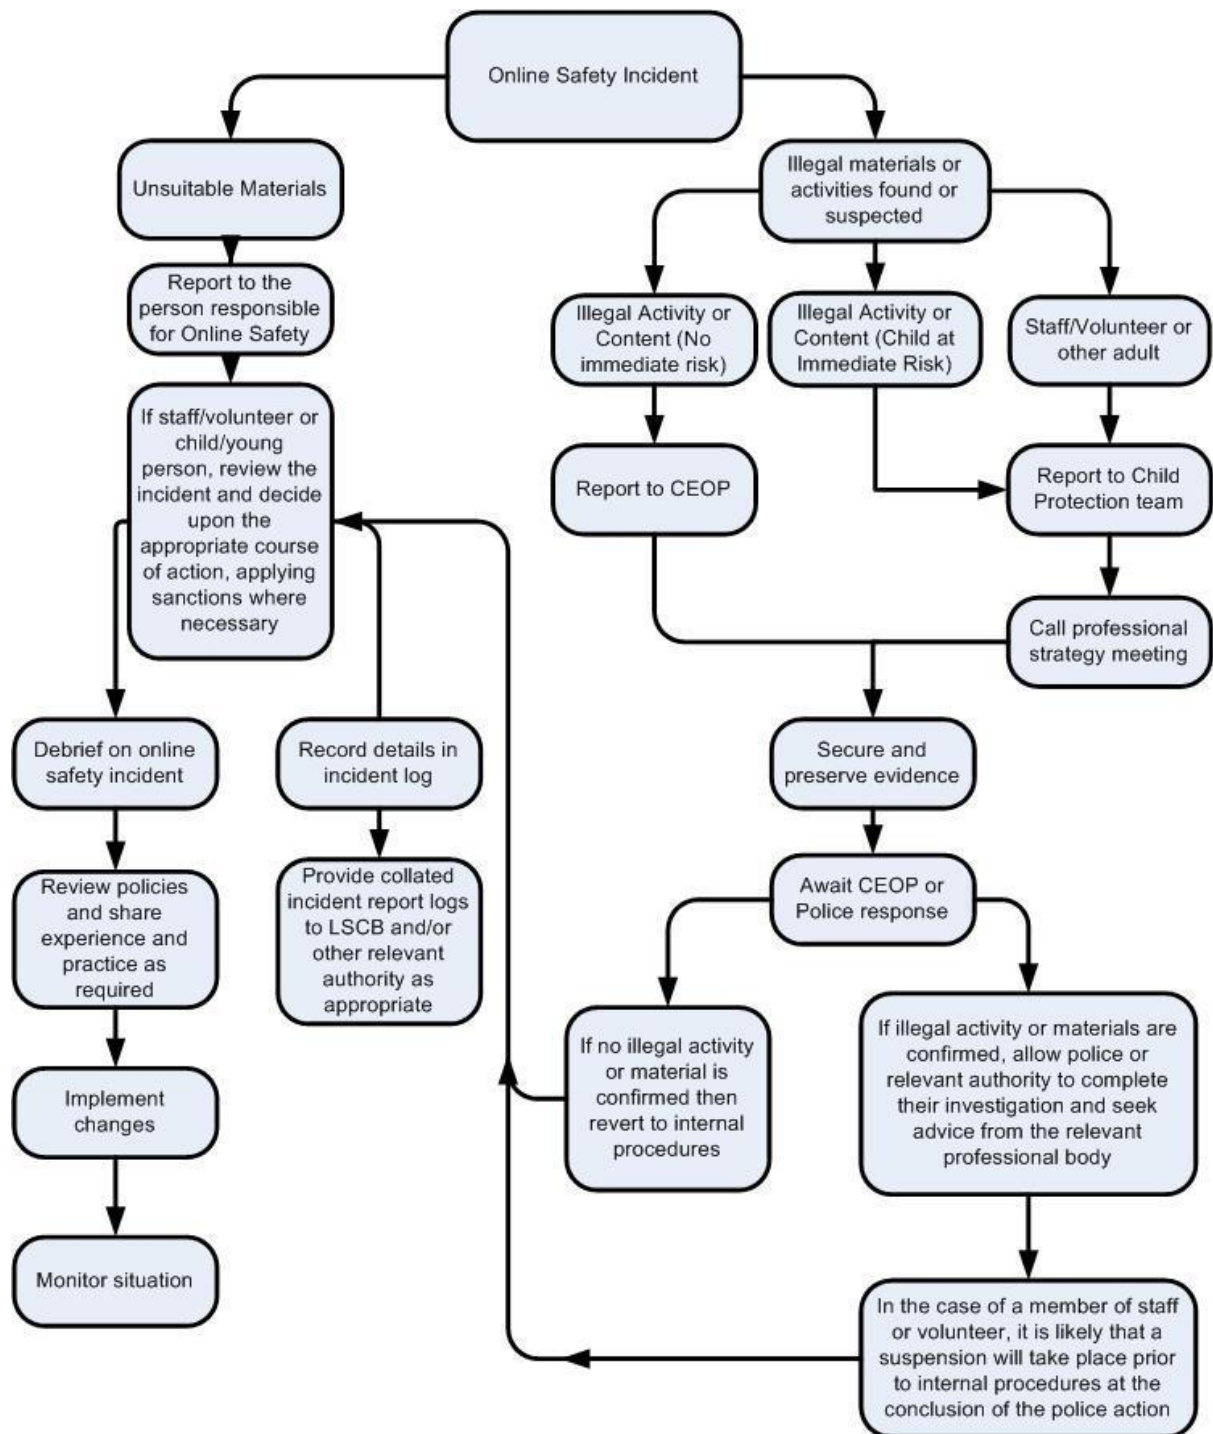 Online Safety Incident
Unsuitable Materials
Illegal materials or
activities found or
suspected
Report to the
person responsible
for Online Safety
Illegal Activity or
Content (No
immediate risk)
Illegal Activity or
Content (Child at
Immediate Risk)
Staff/Volunteer or
other adult
If staff/volunteer or
child/young
person, review the
incident and decide
upon the
appropriate course
of action, applying
sanctions where
necessary
Report to CEOP
Report to Child
Protection team
Call professional
strategy meeting
Debrief on online
safety incident
Record details in
incident log
Secure and
preserve evidence
Review policies
and share
experience and
practice as
required
Provide collated
incident report logs
to LSCB and/or
other relevant
authority as
appropriate
Await CEOP or
Police response
If no illegal activity
or material is
confirmed then
revert to internal
procedures
If illegal activity or materials are
confirmed, allow police or
relevant authority to complete
their investigation and seek
advice from the relevant
professional body
Implement
changes
Monitor situation
In the case of a member of staff
or volunteer, it is likely that a
suspension will take place prior
to internal procedures at the
conclusion of the police action